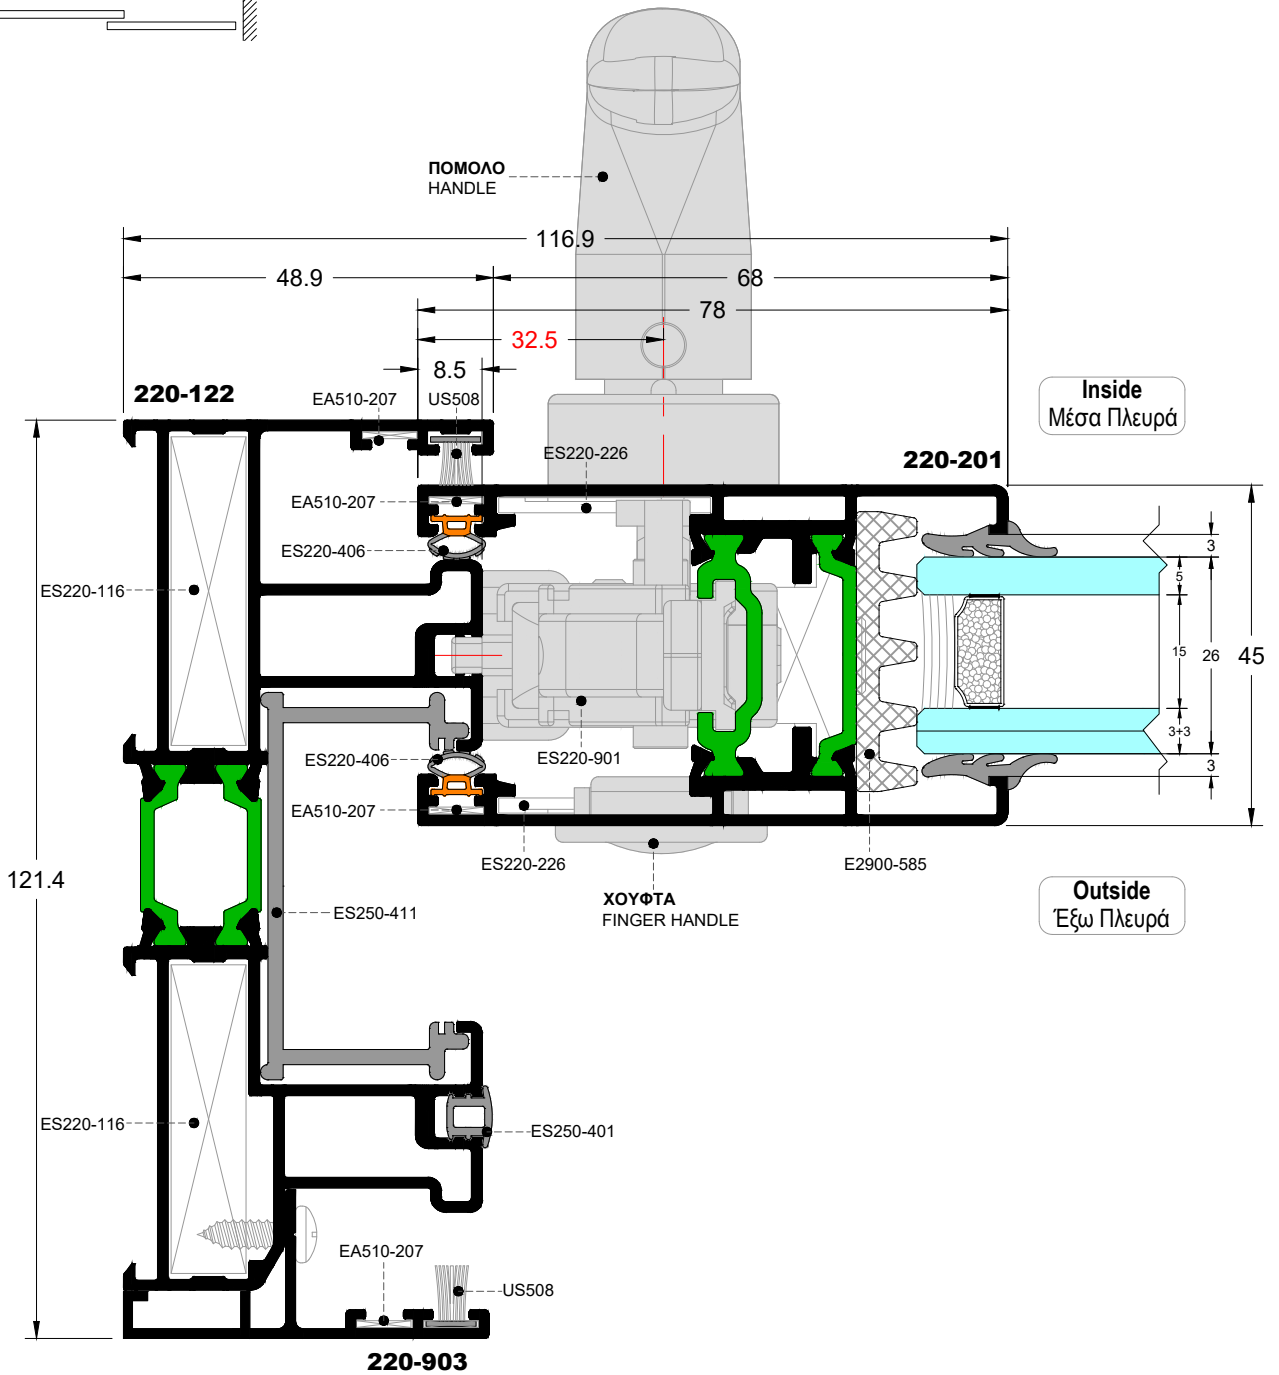 ΠΟΜΟΛΟ
HANDLE
116.9
48.9
68
78
32.5
8.5
220-122
EA510-207
US508
Inside
Μέσα Πλευρά
ES220-226
220-201
EA510-207
ES220-406
3
5
ES220-116
15
26
45
3+3
ES220-406
ES220-901
3
EA510-207
ES220-226
E2900-585
121.4
ΧΟΥΦΤΑ
FINGER HANDLE
Outside
Έξω Πλευρά
ES250-411
ES220-116
ES250-401
EA510-207
US508
220-903